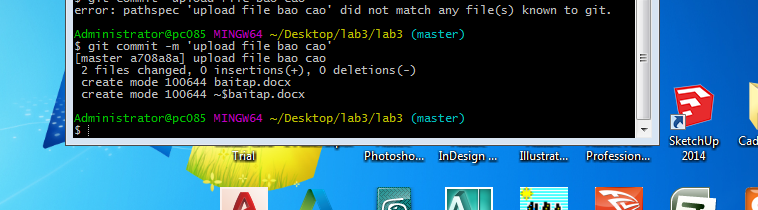 error: pathspec 'upload file bao cao' did not match any file(s) known to git.
Administrator@pc085 MINGW64 ~/Desktop/lab3/lab3 (master)
$ git commit -m 'upload file bao cao'
[master a708a8a] upload file bao cao
2 files changed, 0 insertions(+), 0 deletions(-)
create mode 100644 baitap.docx
create mode 100644 ~$baitap.docx
Administrator@pc085 MINGW64 ~/Desktop/lab3/lab3 (master)
$
SketchUp
2014
Trial
Photosho...
InDesign ...
Illustrat...
Profession...
Cad